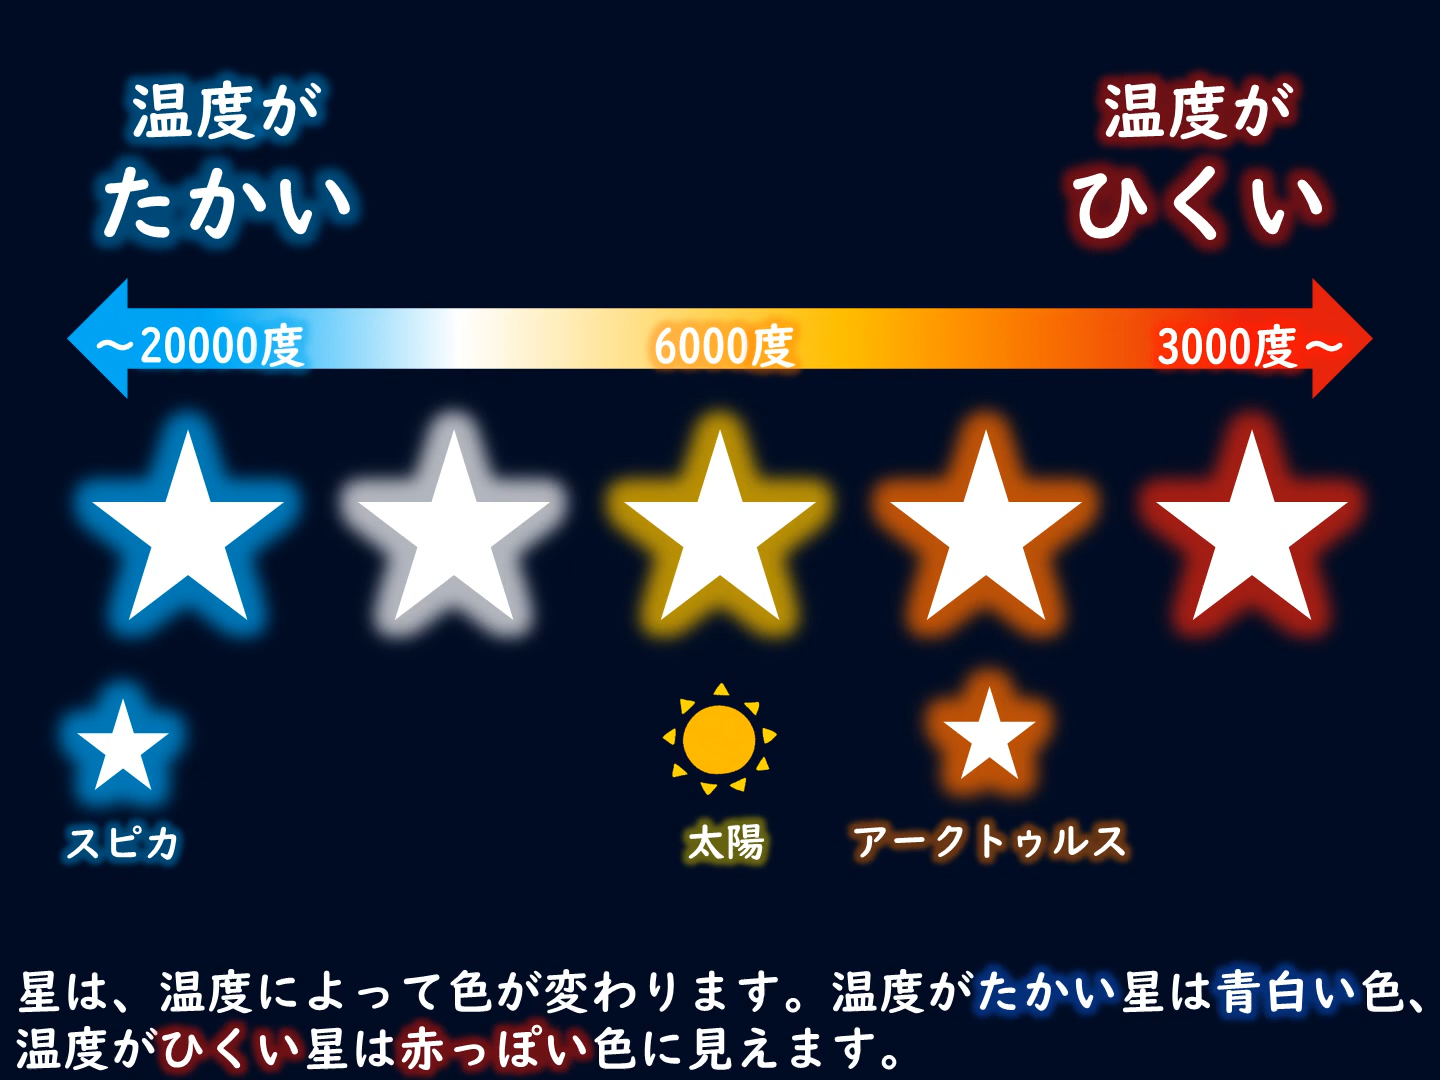 温度が
たかい
温度が
ひくい
～20000度
6000度
3000度～
スピカ
太陽
アークトゥルス
星は、温度によって色が変わります。温度がたかい星は青白い色、
温度がひくい星は赤っぽい色に見えます。